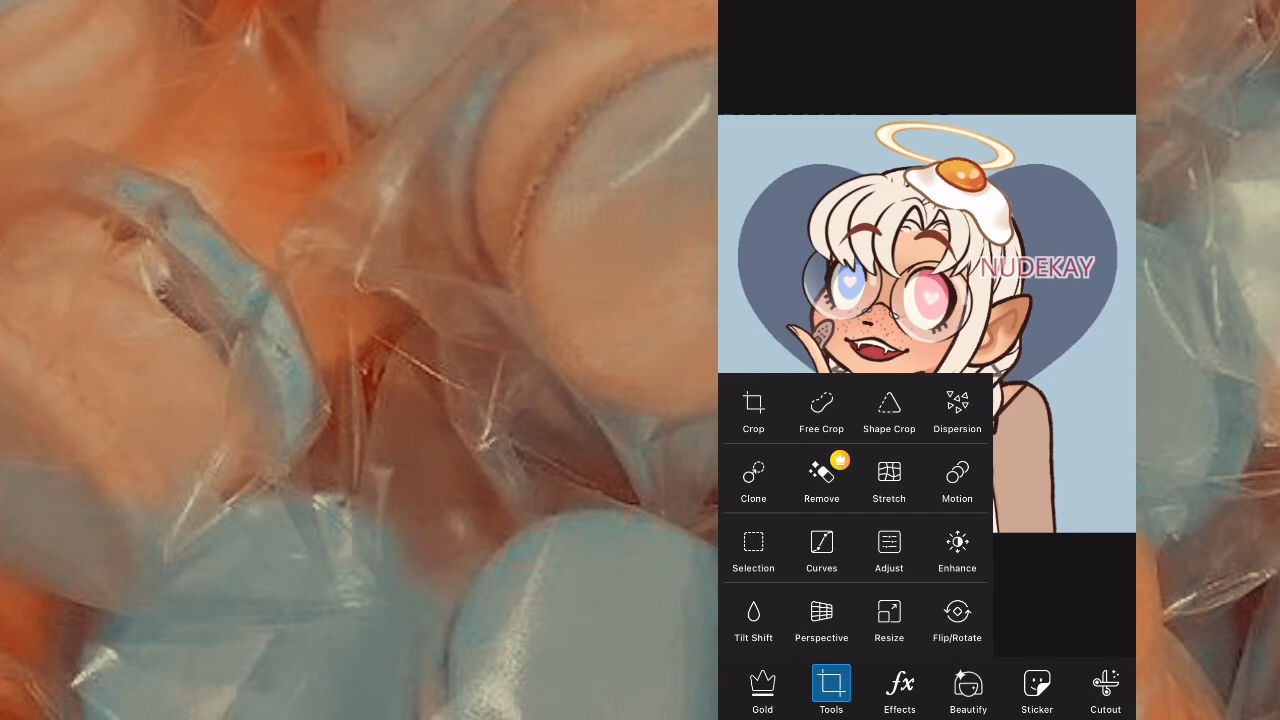 NUDEKAY
Crop Free Crop Shape Crop Dispersion
Clone Remove Stretch Motion
Selection Curves Adjust Enhance
Tilt Shift Perspective Resize Flip/Rotate
fx
Gold Tools Effects Beautify Sticker Cutout